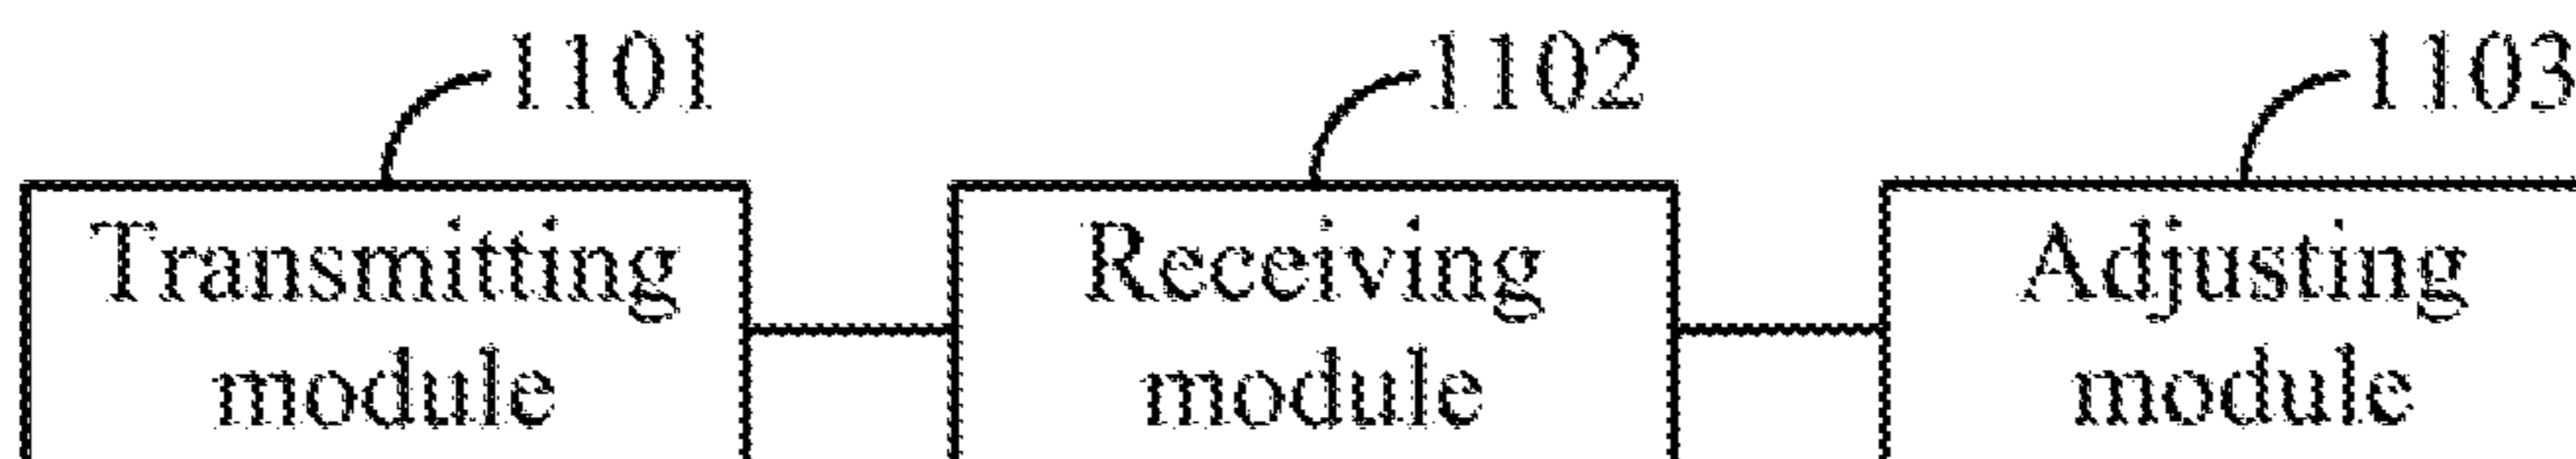 1101
1102
1103
Transmitting
module
Receiving
module
Adjusting
module